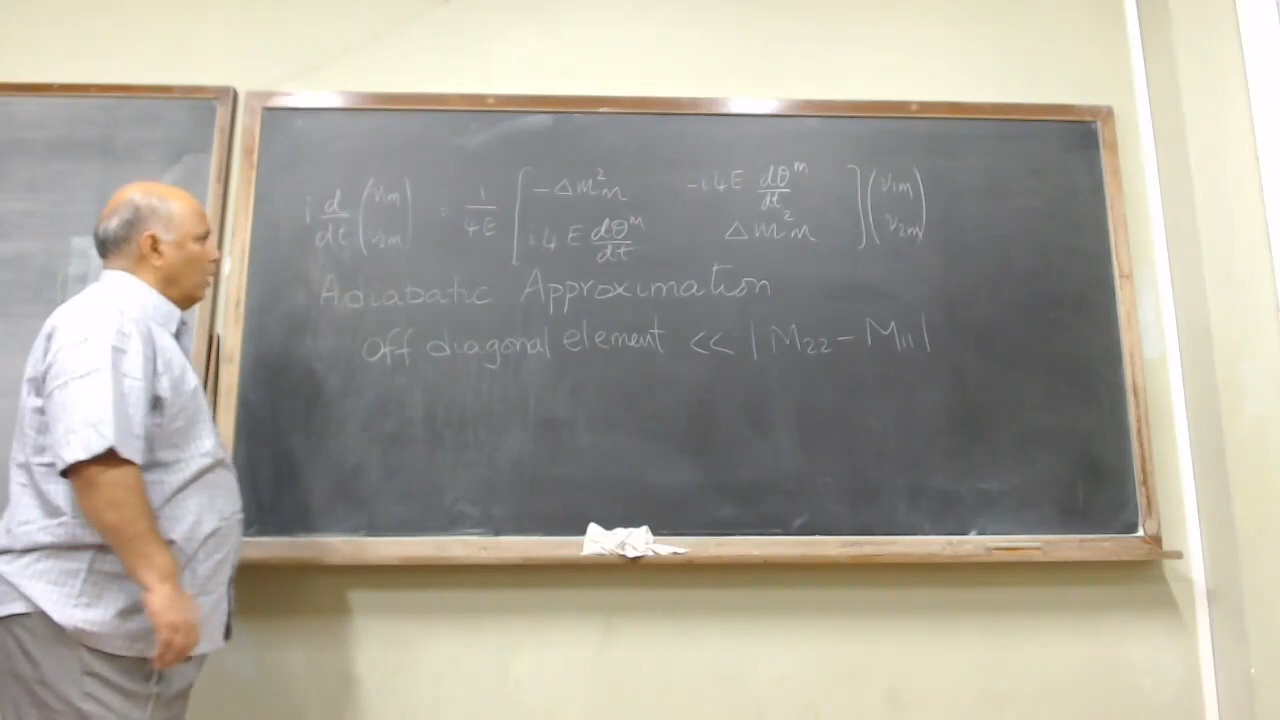 i d/dt (ν1m ν2m) = 1/4E [ -Δm²m  -i4E dθᵐ/dt
i4E dθᵐ/dt  Δm²m ] (ν1m ν2m)
Adiabatic Approximation
Off diagonal element << | M₂₂ - M₁₁ |